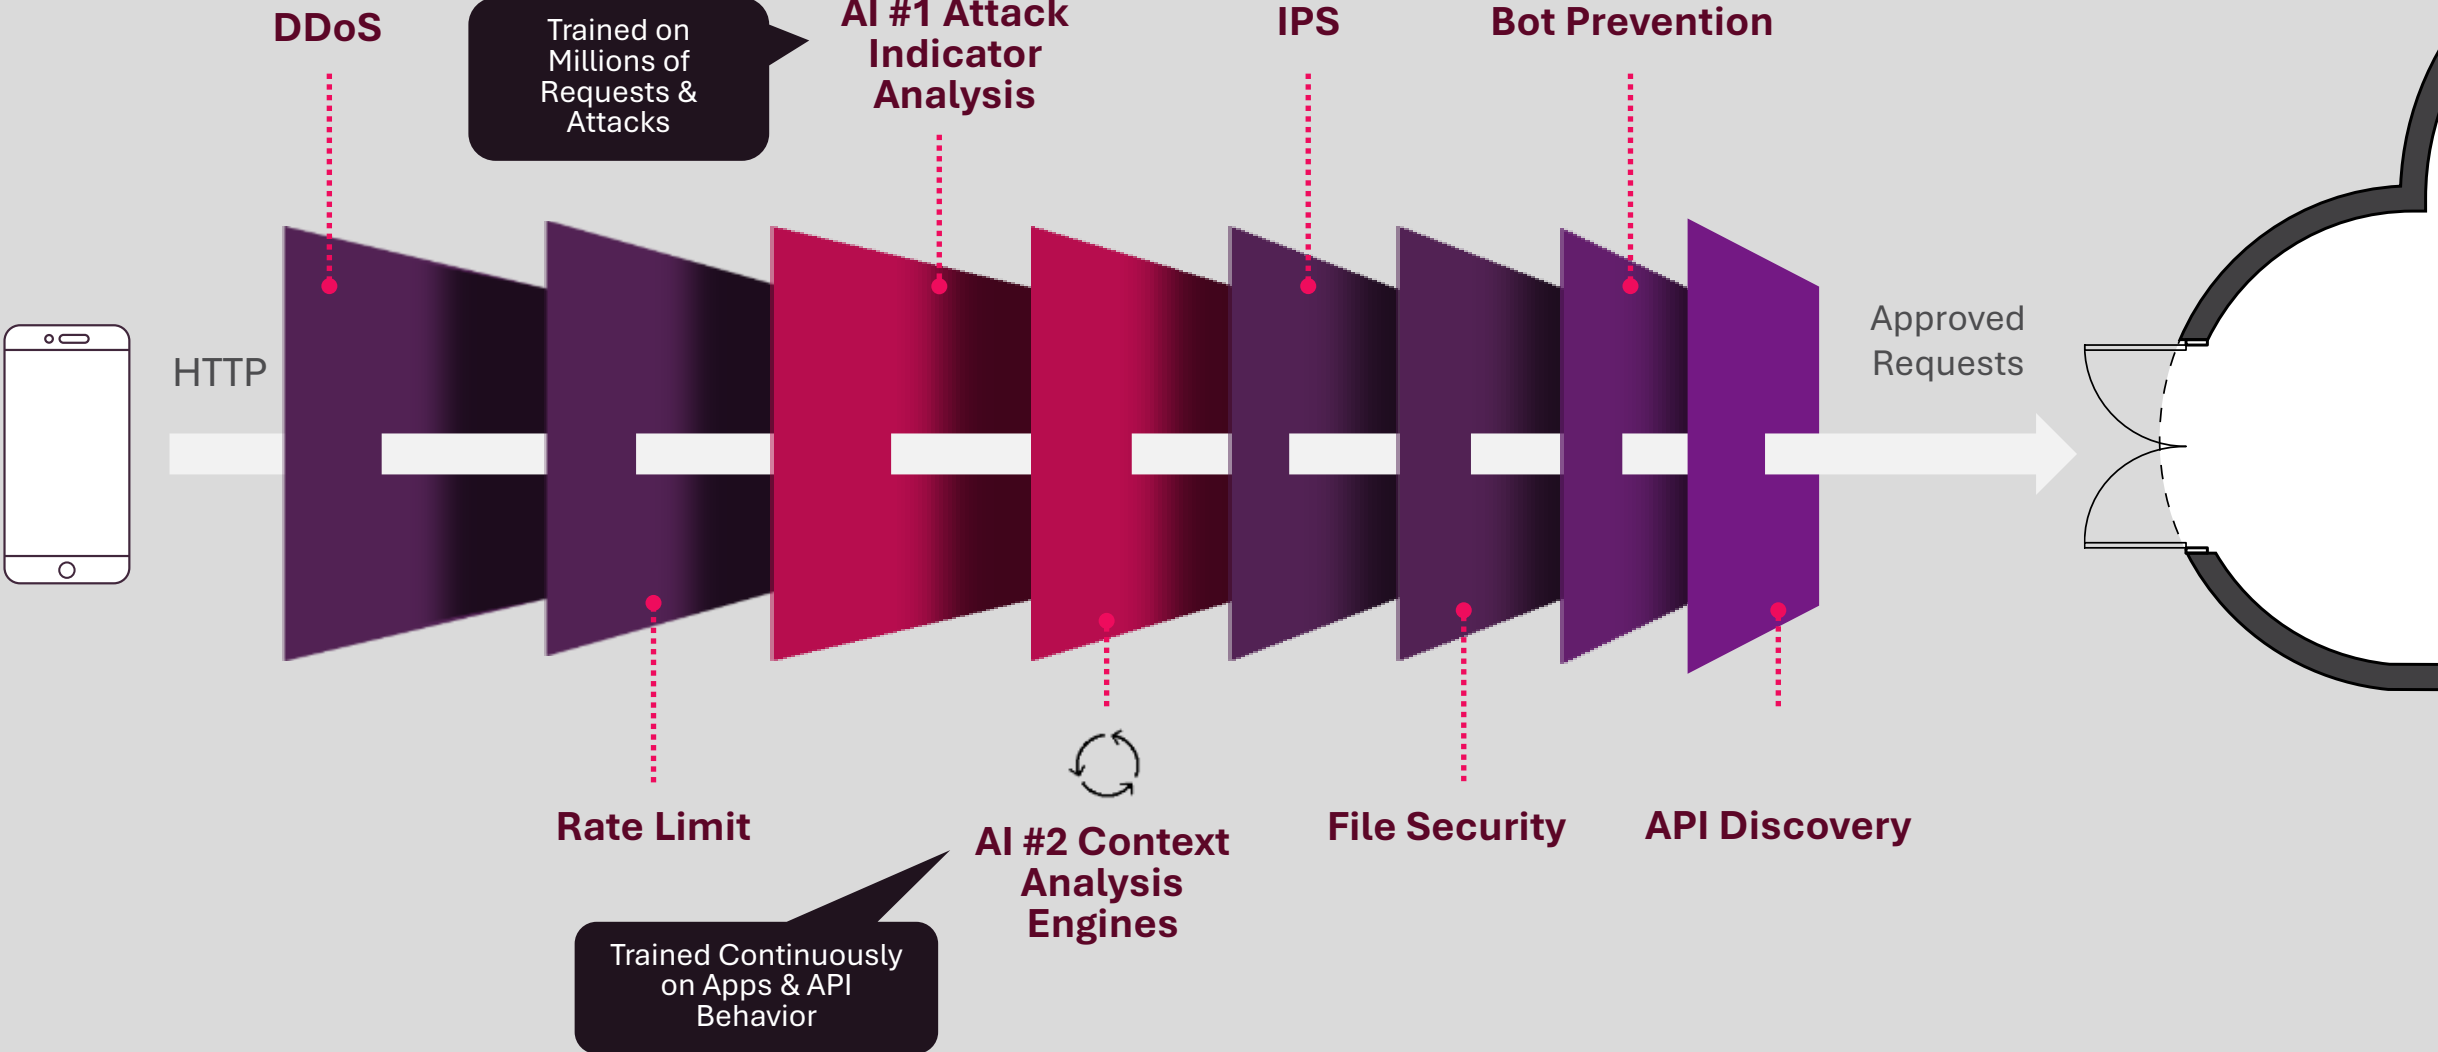 DDoS
Trained on
Millions of
Requests &
Attacks
AI #1 Attack
Indicator
Analysis
IPS
Bot Prevention
HTTP
Approved
Requests
Rate Limit
AI #2 Context
Analysis
Engines
File Security
API Discovery
Trained Continuously
on Apps & API
Behavior